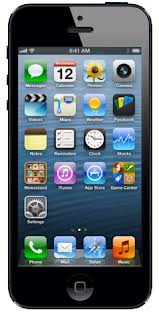 9:41 AM
Wednesday
12
Messages Calendar Photos Camera
Videos Maps Weather Passbook
Notes Reminders Clock Stocks
Newsstand iTunes App Store Game Center
Settings
Phone Mail Safari Music